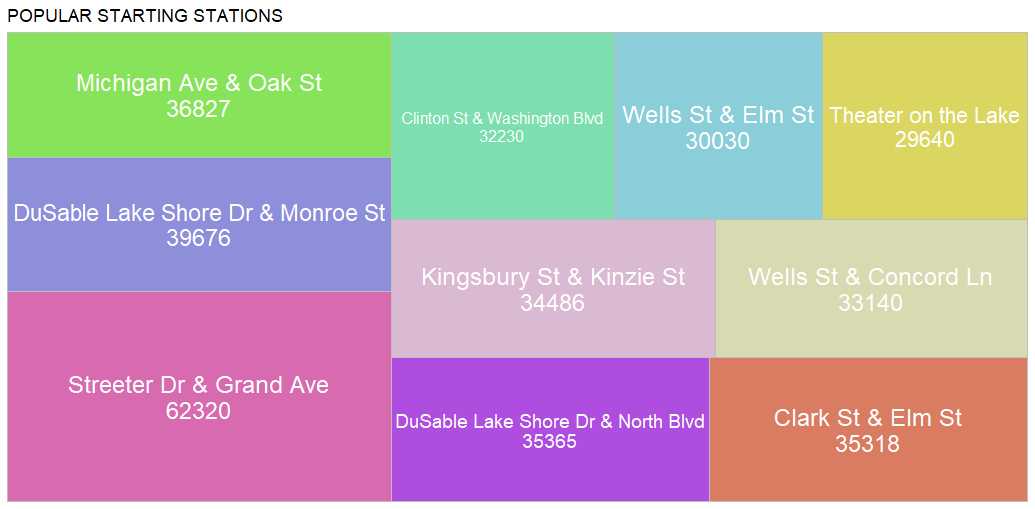 POPULAR STARTING STATIONS
Michigan Ave & Oak St
36827
DuSable Lake Shore Dr & Monroe St
39676
Streeter Dr & Grand Ave
62320
Clinton St & Washington Blvd
32230
Wells St & Elm St
30030
Theater on the Lake
29640
Kingsbury St & Kinzie St
34486
Wells St & Concord Ln
33140
DuSable Lake Shore Dr & North Blvd
35365
Clark St & Elm St
35318